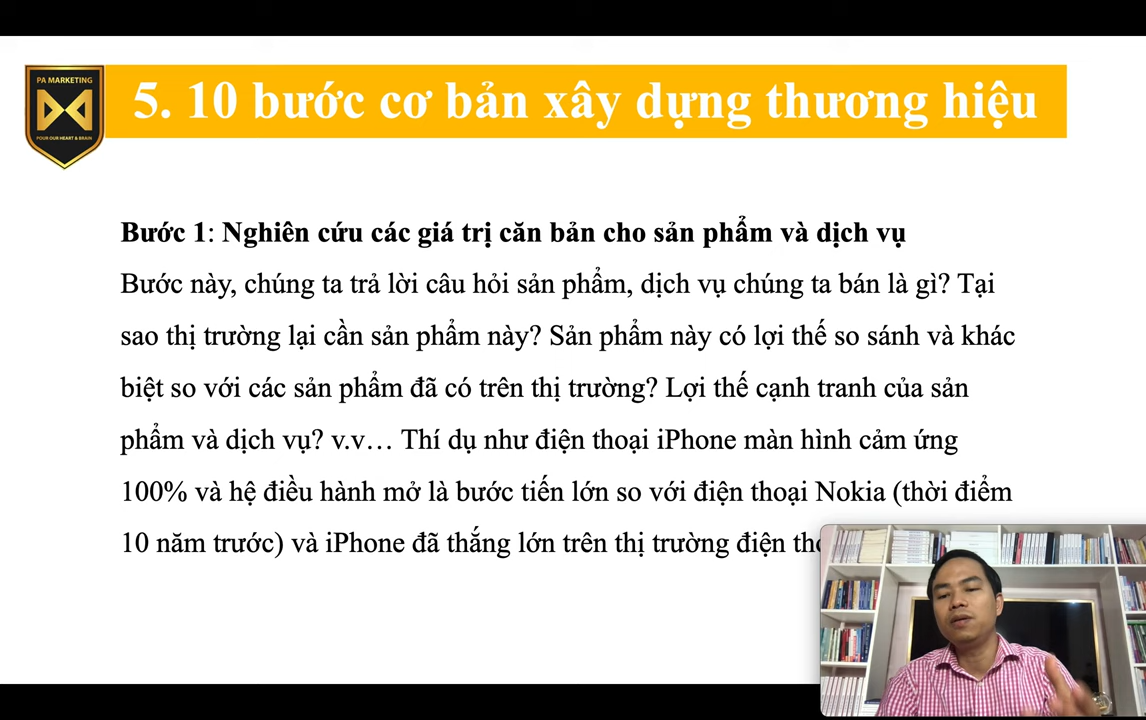 PA MARKETING
POUR OUR HEART & BRAIN
5. 10 bước cơ bản xây dựng thương hiệu
Bước 1: Nghiên cứu các giá trị căn bản cho sản phẩm và dịch vụ
Bước này, chúng ta trả lời câu hỏi sản phẩm, dịch vụ chúng ta bán là gì? Tại
sao thị trường lại cần sản phẩm này? Sản phẩm này có lợi thế so sánh và khác
biệt so với các sản phẩm đã có trên thị trường? Lợi thế cạnh tranh của sản
phẩm và dịch vụ? v.v… Thí dụ như điện thoại iPhone màn hình cảm ứng
100% và hệ điều hành mở là bước tiến lớn so với điện thoại Nokia (thời điểm
10 năm trước) và iPhone đã thắng lớn trên thị trường điện